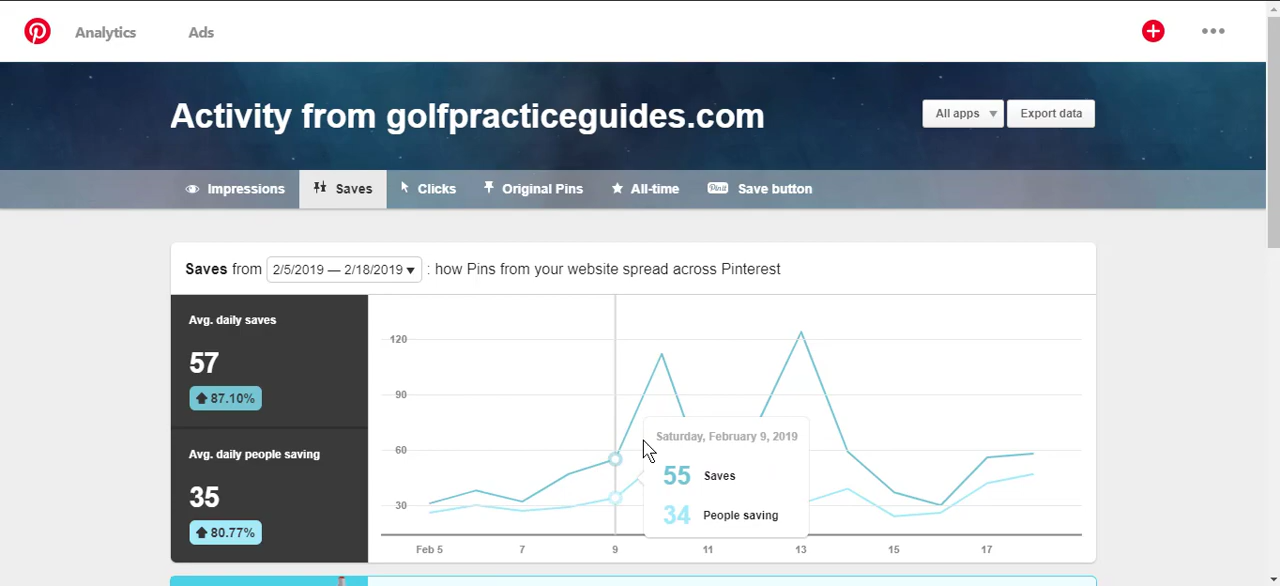 Analytics Ads
Activity from golfpracticeguides.com
All apps Export data
Impressions Saves Clicks Original Pins All-time Pinit Save button
Saves from 2/5/2019 — 2/18/2019 : how Pins from your website spread across Pinterest
Avg. daily saves
57
87.10%
Avg. daily people saving
35
80.77%
120
90
60
30
Saturday, February 9, 2019
55 Saves
34 People saving
Feb 5 7 9 11 13 15 17